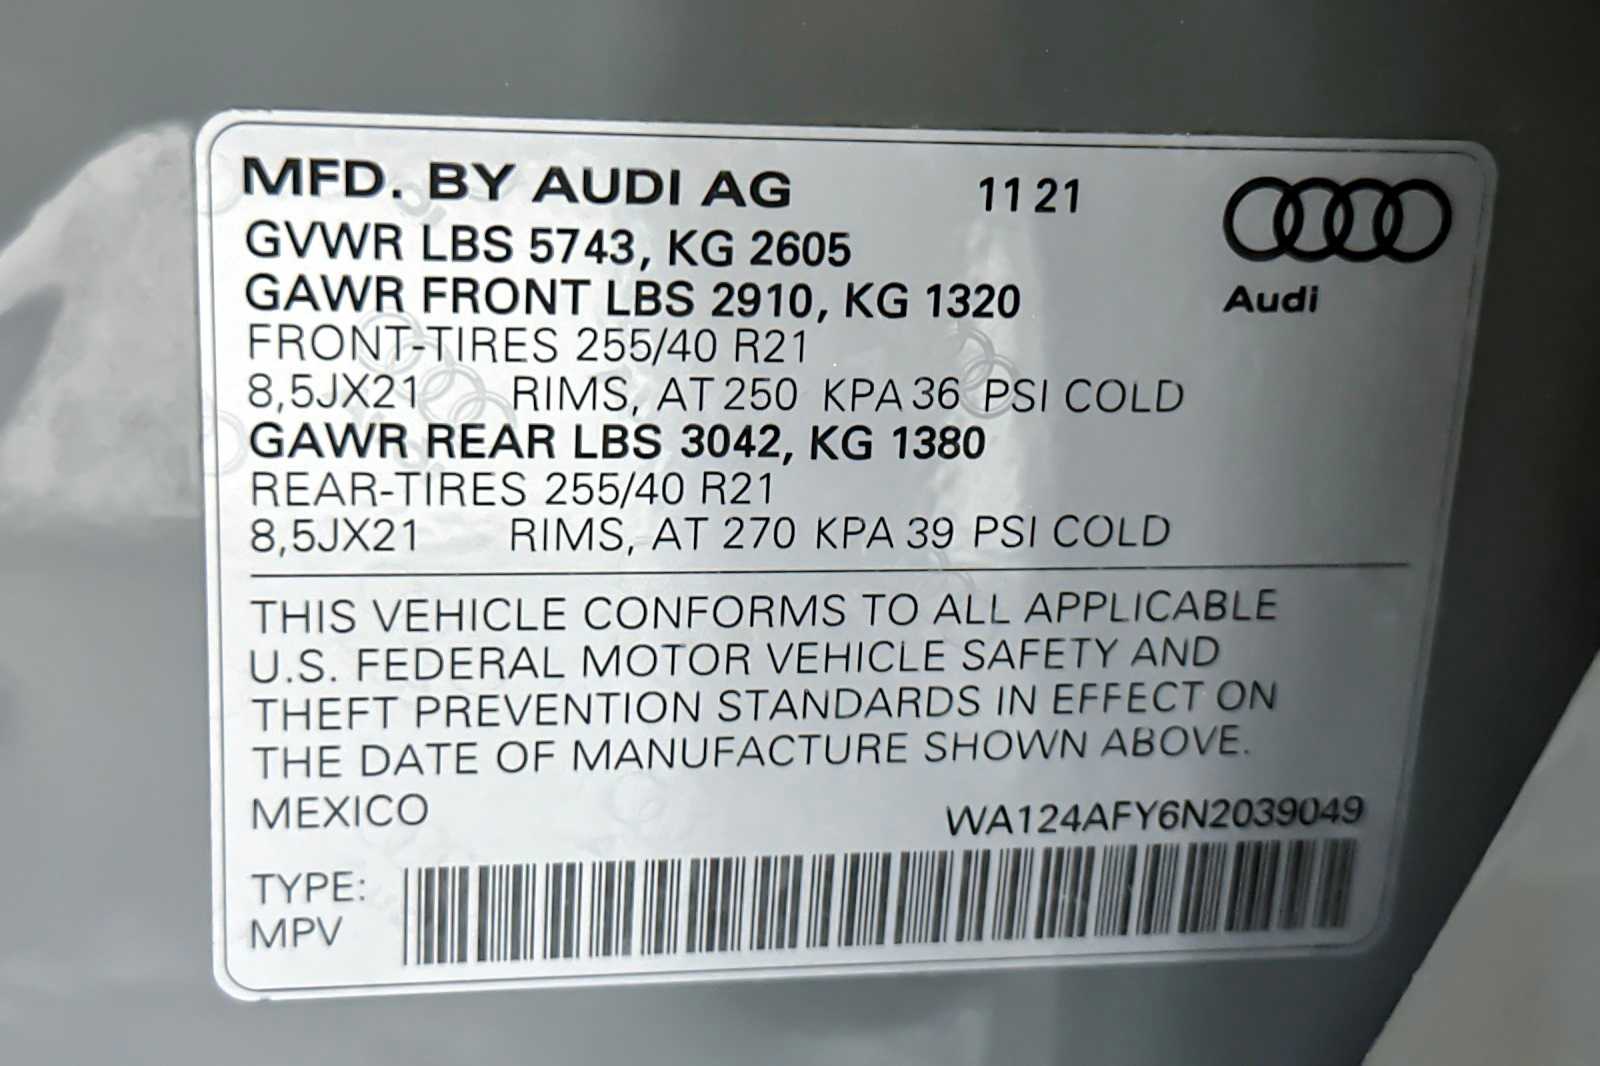 MFD. BY AUDI AG 11 21
GVWR LBS 5743, KG 2605
GAWR FRONT LBS 2910, KG 1320
Audi
FRONT-TIRES 255/40 R21
8,5JX21 RIMS, AT 250 KPA 36 PSI COLD
GAWR REAR LBS 3042, KG 1380
REAR-TIRES 255/40 R21
8,5JX21 RIMS, AT 270 KPA 39 PSI COLD
THIS VEHICLE CONFORMS TO ALL APPLICABLE
U.S. FEDERAL MOTOR VEHICLE SAFETY AND
THEFT PREVENTION STANDARDS IN EFFECT ON
THE DATE OF MANUFACTURE SHOWN ABOVE.
MEXICO WA124AFY6N2039049
TYPE:
MPV